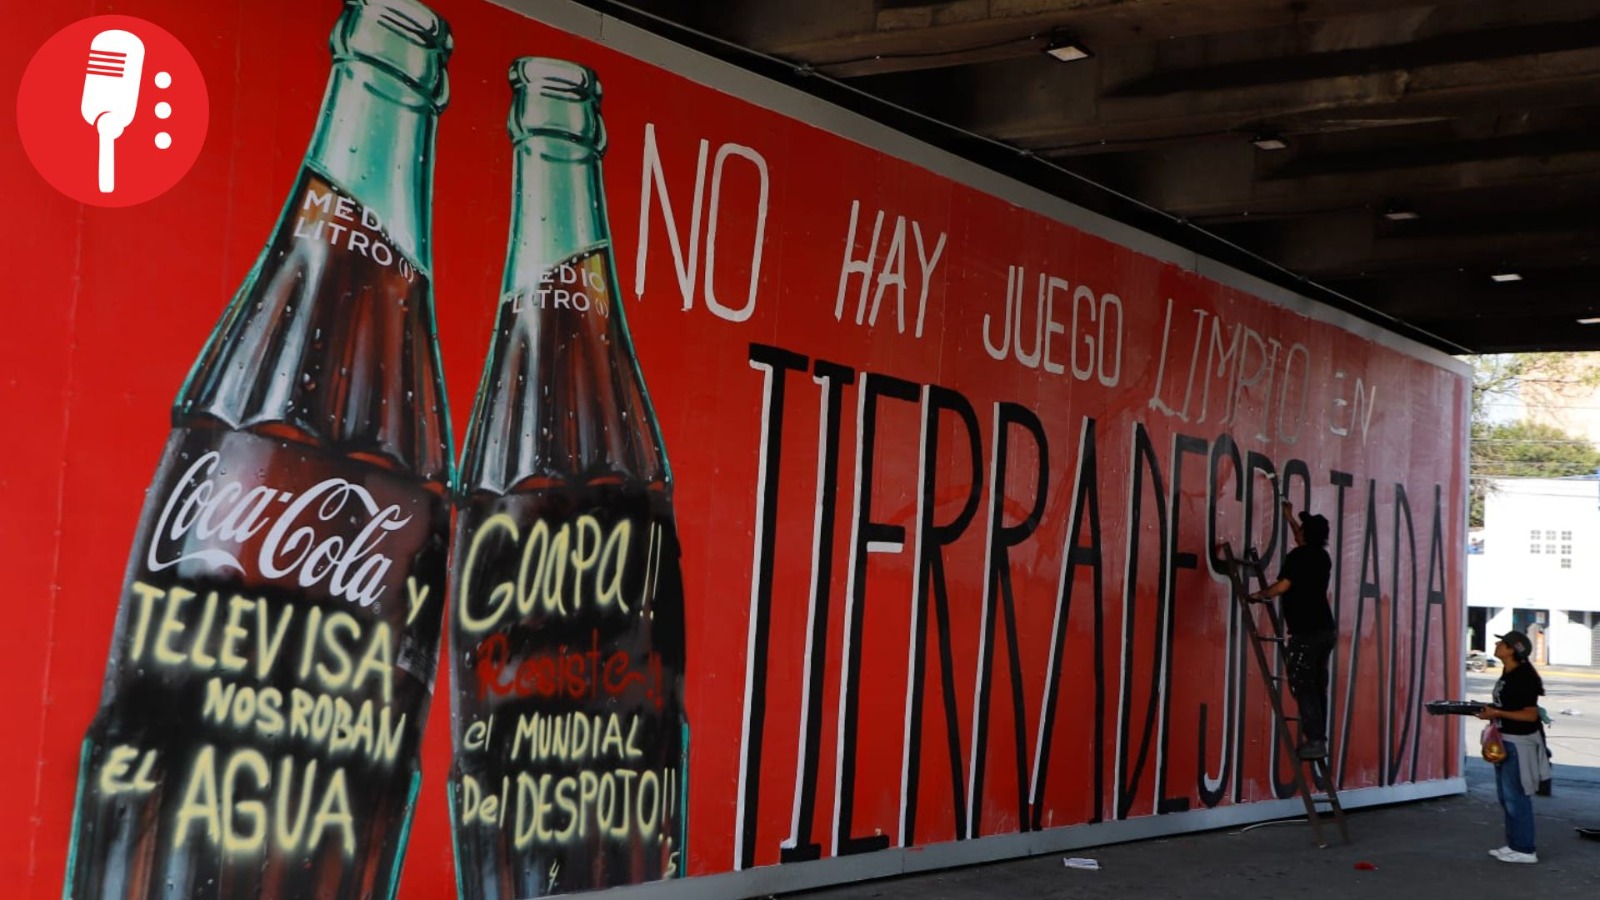 MEDIO
LITRO (
Coca-Cola
y
TELEVISA
NOS ROBAN
EL AGUA
MEDIO
LITRO (
GOAPA!!
Resiste!!
el MUNDIAL
Del DESPOJO!!
NO HAY JUEGO LIMPIO EN
TIERRA DESPOJADA